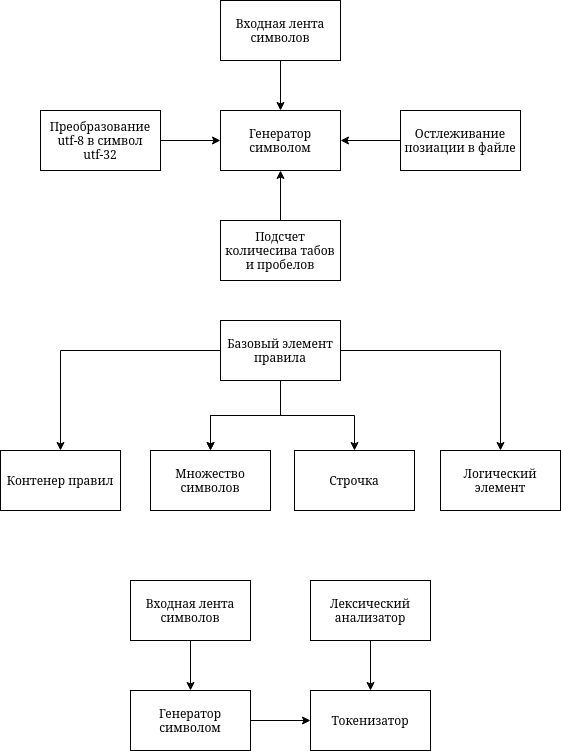 Входная лента
символов
Преобразование
utf-8 в символ
utf-32
Генератор
символом
Остлеживание
позиации в файле
Подсчет
количесива табов
и пробелов
Базовый элемент
правила
Контенер правил
Множество
символов
Строчка
Логический
элемент
Входная лента
символов
Лексический
анализатор
Генератор
символом
Токенизатор